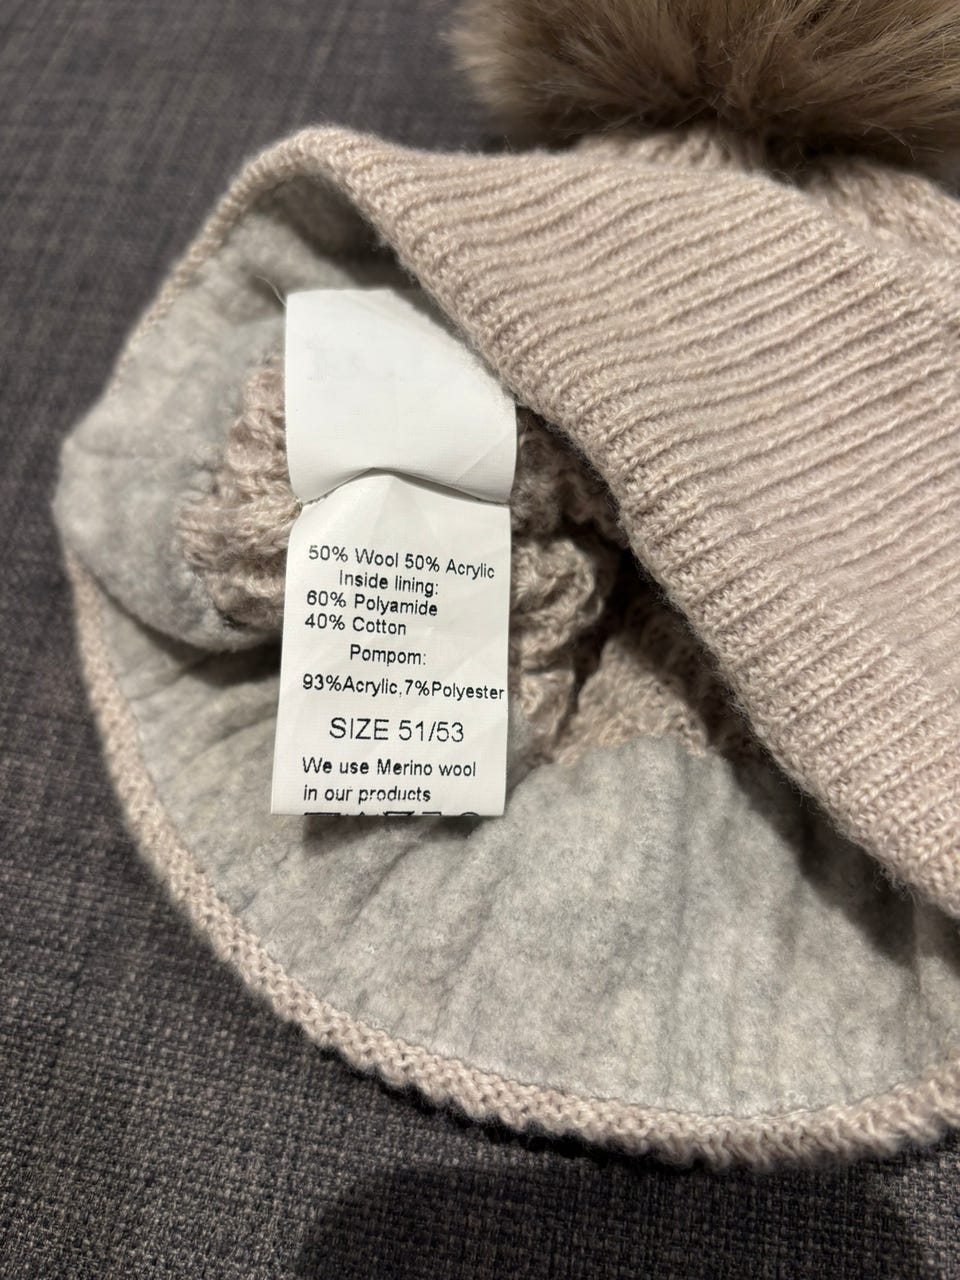 50% Wool 50% Acrylic
Inside lining:
60% Polyamide
40% Cotton
Pompom:
93%Acrylic,7%Polyester
SIZE 51/53
We use Merino wool
in our products